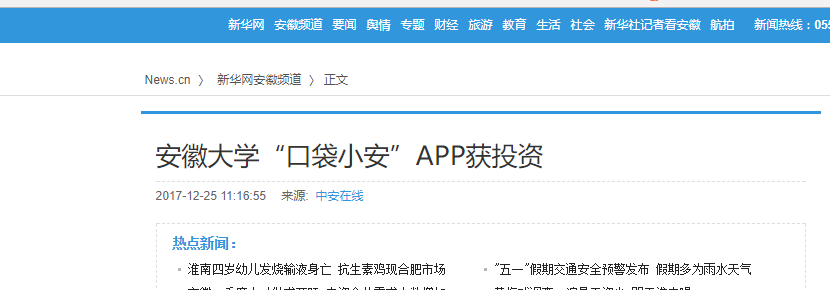 新华网 安徽频道 要闻 舆情 专题 财经 旅游 教育 生活 社会 新华社记者看安徽 航拍 新闻热线：055
News.cn 〉 新华网安徽频道 〉 正文
安徽大学“口袋小安”APP获投资
2017-12-25 11:16:55 来源: 中安在线
热点新闻：
淮南四岁幼儿发烧输液身亡 抗生素鸡现合肥市场
"五一"假期交通安全预警发布 假期多为雨水天气